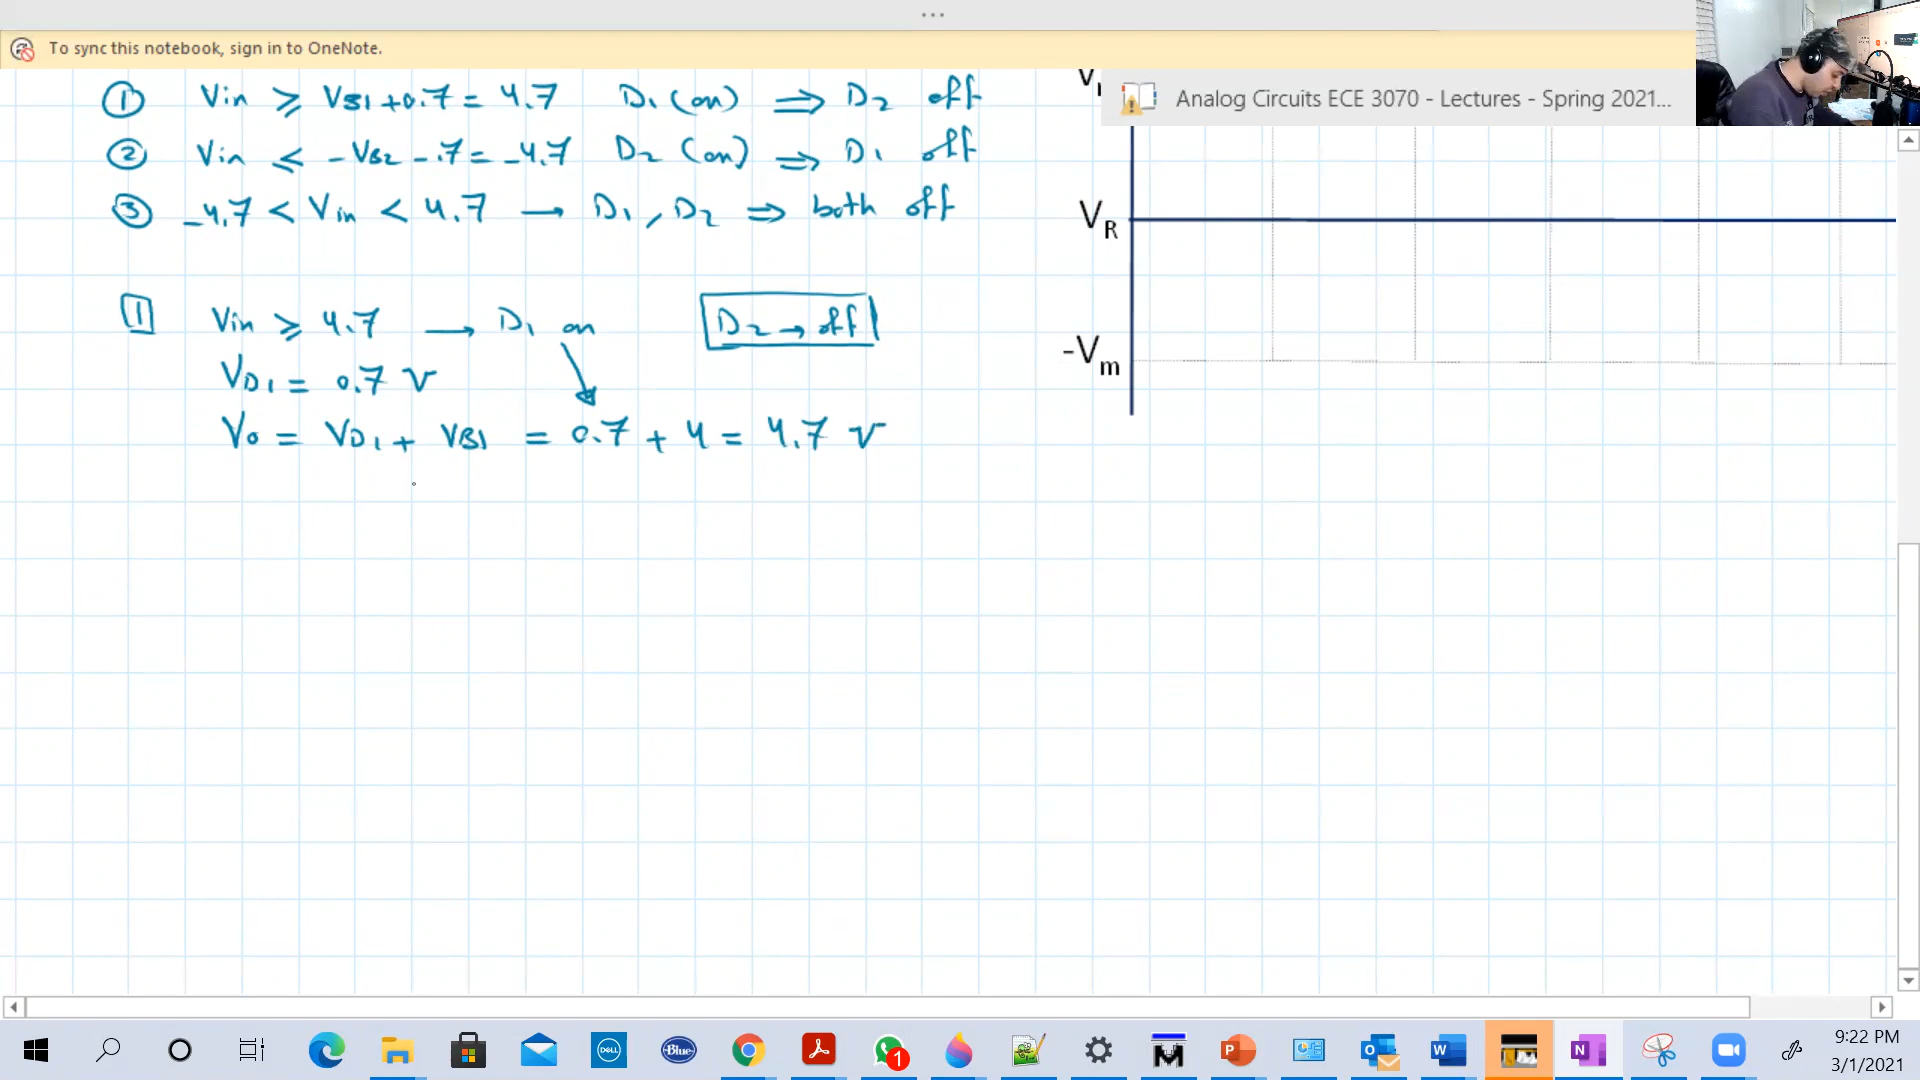 To sync this notebook, sign in to OneNote.
Analog Circuits ECE 3070 - Lectures - Spring 2021...
① Vin ≥ VB1 + 0.7 = 4.7 D1 (on) ⇒ D2 off
② Vin ≤ -VB2 - .7 = -4.7 D2 (on) ⇒ D1 off
③ -4.7 < Vin < 4.7 → D1, D2 ⇒ both off
1 Vin ≥ 4.7 → D1 on D2 → off
VD1 = 0.7 V
Vo = VD1 + VB1 = 0.7 + 4 = 4.7 V
VR
-Vm
DELL
Blue
1
9:22 PM
3/1/2021